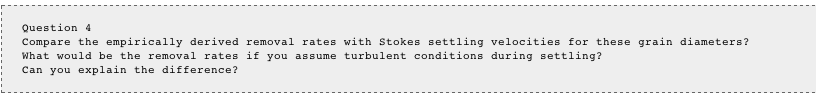 Question 4
Compare the empirically derived removal rates with Stokes settling velocities for these grain diameters?
What would be the removal rates if you assume turbulent conditions during settling?
Can you explain the difference?